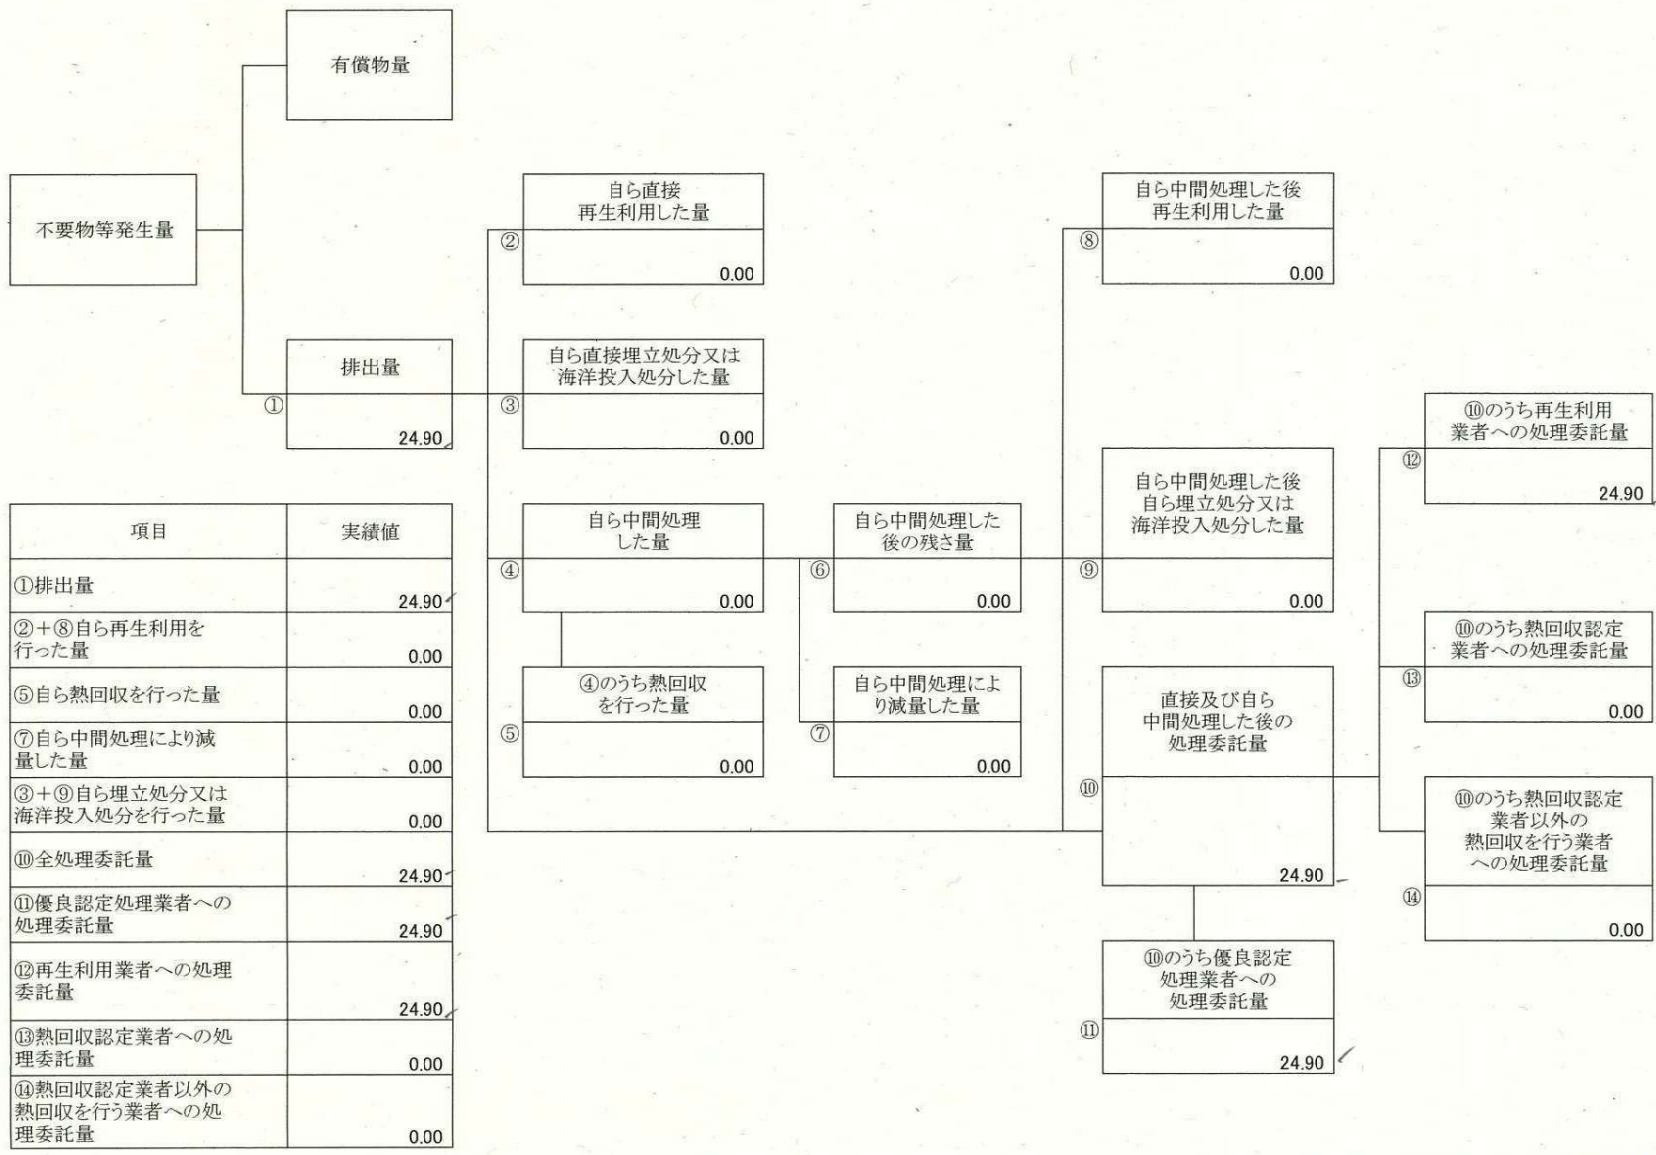 有償物量
不要物等発生量
排出量
①
24.90
自ら直接
再生利用した量
②
0.00
自ら直接埋立処分又は
海洋投入処分した量
③
0.00
自ら中間処理
した量
④
0.00
④のうち熱回収
を行った量
⑤
0.00
自ら中間処理した
後の残さ量
⑥
0.00
自ら中間処理によ
り減量した量
⑦
0.00
自ら中間処理した後
再生利用した量
⑧
0.00
自ら中間処理した後
自ら埋立処分又は
海洋投入処分した量
⑨
0.00
直接及び自ら
中間処理した後の
処理委託量
⑩
24.90
⑩のうち優良認定
処理業者への
処理委託量
⑪
24.90
⑩のうち再生利用
業者への処理委託量
⑫
24.90
⑩のうち熱回収認定
業者への処理委託量
⑬
0.00
⑩のうち熱回収認定
業者以外の
熱回収を行う業者
への処理委託量
⑭
0.00
項目 実績値
①排出量
24.90
②+⑧自ら再生利用を
行った量
0.00
⑤自ら熱回収を行った量
0.00
⑦自ら中間処理により減
量した量
0.00
③+⑨自ら埋立処分又は
海洋投入処分を行った量
0.00
⑩全処理委託量
24.90
⑪優良認定処理業者への
処理委託量
24.90
⑫再生利用業者への処理
委託量
24.90
⑬熱回収認定業者への処
理委託量
0.00
⑭熱回収認定業者以外の
熱回収を行う業者への処
理委託量
0.00